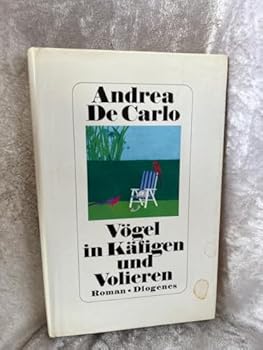 Andrea
De Carlo
Vögel
in Käfigen
und
Volieren
Roman • Diogenes